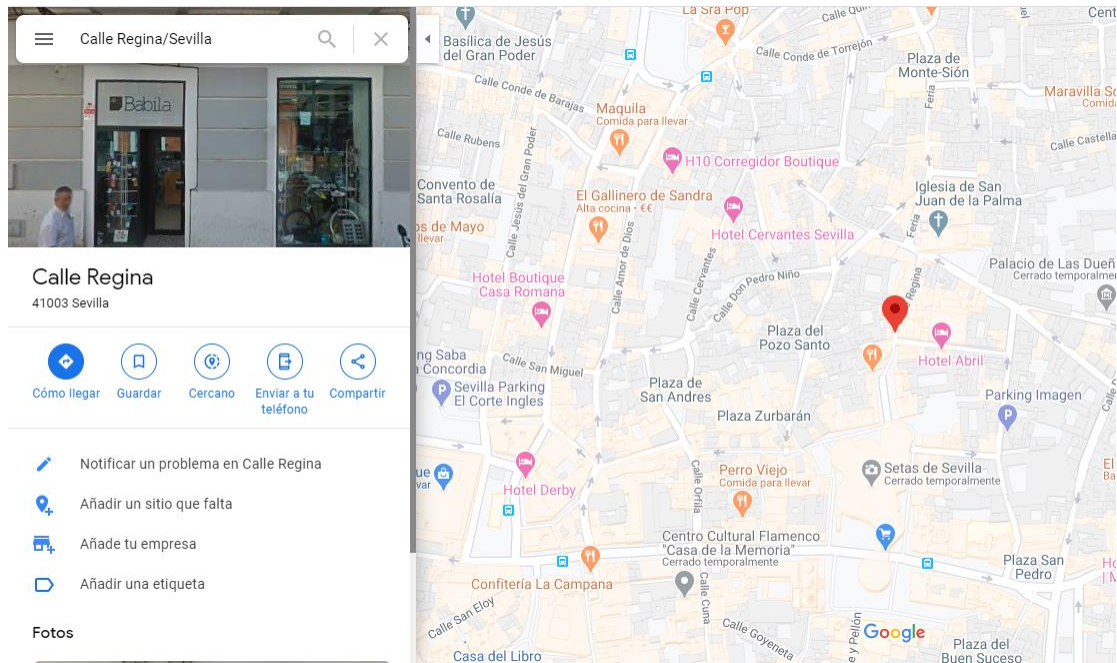 Calle Regina/Sevilla
Babila
Calle Regina
41003 Sevilla
Cómo llegar
Guardar
Cercano
Enviar a tu
teléfono
Compartir
Notificar un problema en Calle Regina
Añadir un sitio que falta
Añade tu empresa
Añadir una etiqueta
Fotos
La Sra Pop
Cent
Basílica de Jesús
del Gran Poder
Calle Conde de Torrejón
Plaza de
Monte-Sión
Calle Conde de Barajas
Feria
Maravilla So
Comida
Maquila
Comida para llevar
Calle Rubens
Calle Castella
H10 Corregidor Boutique
Convento de
Santa Rosalía
Calle Jesús del Gran Poder
El Gallinero de Sandra
Alta cocina • €€
Iglesia de San
Juan de la Palma
os de Mayo
llevar
Hotel Cervantes Sevilla
Feria
Calle Amor de Dios
Calle Cervantes
Calle Don Pedro Niño
Regina
Palacio de Las Dueñ
Cerrado temporalmen
Hotel Boutique
Casa Romana
Plaza del
Pozo Santo
Hotel Abril
ng Saba
Concordia
Calle San Miguel
Sevilla Parking
El Corte Ingles
P
Plaza de
San Andres
Plaza Zurbarán
Parking Imagen
P
ue
var
Hotel Derby
Calle Orfila
Perro Viejo
Comida para llevar
Setas de Sevilla
Cerrado temporalmente
El
Ba
Centro Cultural Flamenco
"Casa de la Memoria"
Cerrado temporalmente
Plaza San
Pedro
Confitería La Campana
Calle Cuna
Calle San Eloy
Calle Goyeneta
y Pellón
Google
Casa del Libro
Plaza del
Buen Suceso